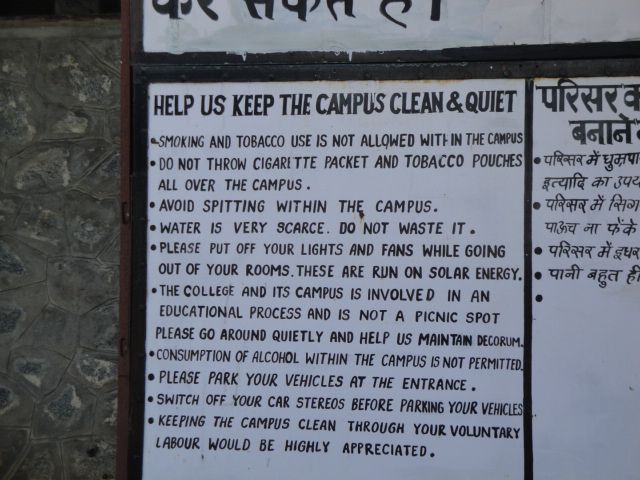 कर सकते हैं।
HELP US KEEP THE CAMPUS CLEAN & QUIET
• SMOKING AND TOBACCO USE IS NOT ALLOWED WITHIN THE CAMPUS
• DO NOT THROW CIGARETTE PACKET AND TOBACCO POUCHES
ALL OVER THE CAMPUS.
• AVOID SPITTING WITHIN THE CAMPUS.
• WATER IS VERY SCARCE. DO NOT WASTE IT.
• PLEASE PUT OFF YOUR LIGHTS AND FANS WHILE GOING
OUT OF YOUR ROOMS. THESE ARE RUN ON SOLAR ENERGY.
• THE COLLEGE AND ITS CAMPUS IS INVOLVED IN AN
EDUCATIONAL PROCESS AND IS NOT A PICNIC SPOT
PLEASE GO AROUND QUIETLY AND HELP US MAINTAIN DECORUM.
• CONSUMPTION OF ALCOHOL WITHIN THE CAMPUS IS NOT PERMITTED.
• PLEASE PARK YOUR VEHICLES AT THE ENTRANCE.
• SWITCH OFF YOUR CAR STEREOS BEFORE PARKING YOUR VEHICLES
• KEEPING THE CAMPUS CLEAN THROUGH YOUR VOLUNTARY
LABOUR WOULD BE HIGHLY APPRECIATED.
परिसर
बनाने
• परिसर में
इत्यादि का
• परिसर में
पाऊच ना फेंके
• परिसर में इधर
• पानी बहुत ही
•